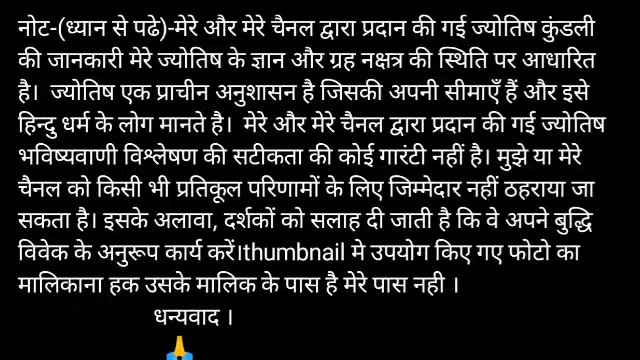 नोट-(ध्यान से पढे)-मेरे और मेरे चैनल द्वारा प्रदान की गई ज्योतिष कुंडली
की जानकारी मेरे ज्योतिष के ज्ञान और ग्रह नक्षत्र की स्थिति पर आधारित
है। ज्योतिष एक प्राचीन अनुशासन है जिसकी अपनी सीमाएँ हैं और इसे
हिन्दु धर्म के लोग मानते है। मेरे और मेरे चैनल द्वारा प्रदान की गई ज्योतिष
भविष्यवाणी विश्लेषण की सटीकता की कोई गारंटी नहीं है। मुझे या मेरे
चैनल को किसी भी प्रतिकूल परिणामों के लिए जिम्मेदार नहीं ठहराया जा
सकता है। इसके अलावा, दर्शकों को सलाह दी जाती है कि वे अपने बुद्धि
विवेक के अनुरूप कार्य करें।thumbnail मे उपयोग किए गए फोटो का
मालिकाना हक उसके मालिक के पास है मेरे पास नही ।
धन्यवाद ।